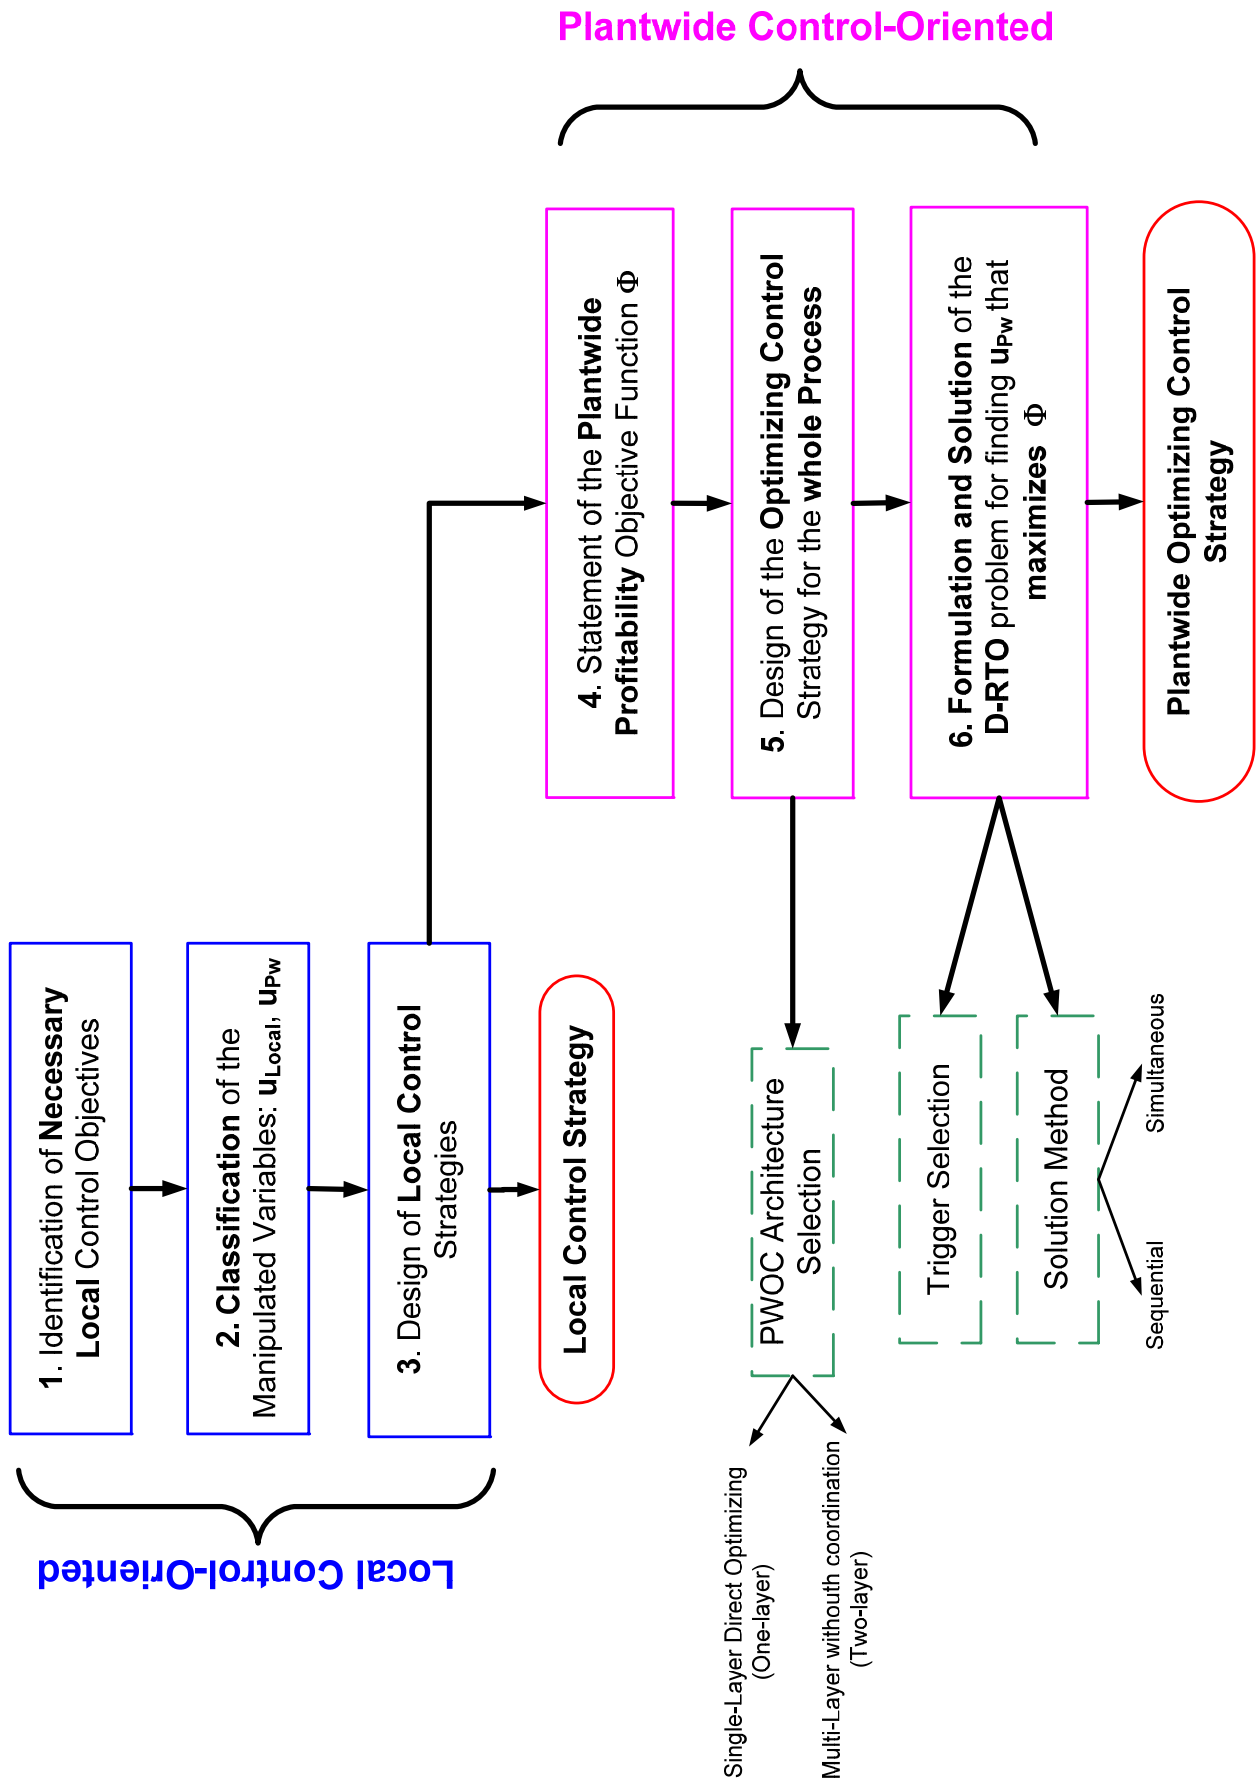 Local Control-Oriented
1. Identification of Necessary
Local Control Objectives
2. Classification of the
Manipulated Variables: uLocal, uPw
3. Design of Local Control
Strategies
Local Control Strategy
Plantwide Control-Oriented
4. Statement of the Plantwide
Profitability Objective Function Φ
5. Design of the Optimizing Control
Strategy for the whole Process
6. Formulation and Solution of the
D-RTO problem for finding uPw that
maximizes Φ
Plantwide Optimizing Control
Strategy
PWOC Architecture
Selection
Single-Layer Direct Optimizing
(One-layer)
Multi-Layer withouth coordination
(Two-layer)
Trigger Selection
Solution Method
Sequential
Simultaneous